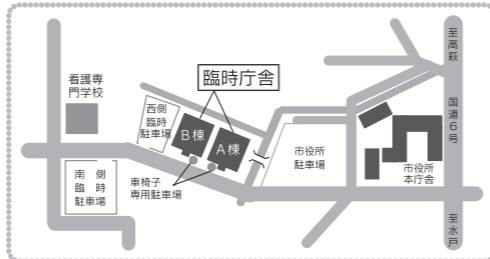 臨時庁舎
看護専
門学校
西側
臨時
駐車場
B棟
A棟
南側
臨時
駐車場
車椅子
専用駐車場
市役所
駐車場
市役所
本庁舎
至高萩
国道6号
至水戸